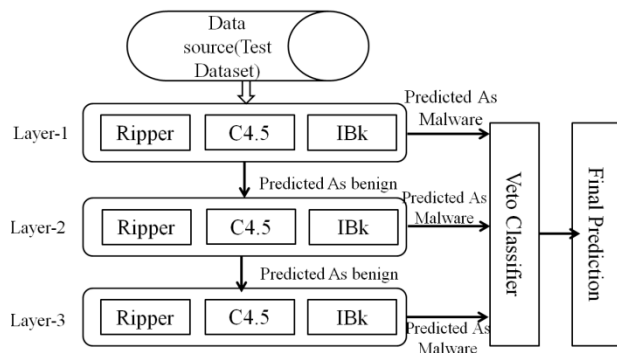 Data
source(Test
Dataset)
Predicted As
Malware
Layer-1
Ripper
C4.5
IBk
Predicted As benign
Predicted As
Malware
Layer-2
Ripper
C4.5
IBk
Predicted As benign
Layer-3
Ripper
C4.5
IBk
Predicted As
Malware
Veto Classifier
Final Prediction